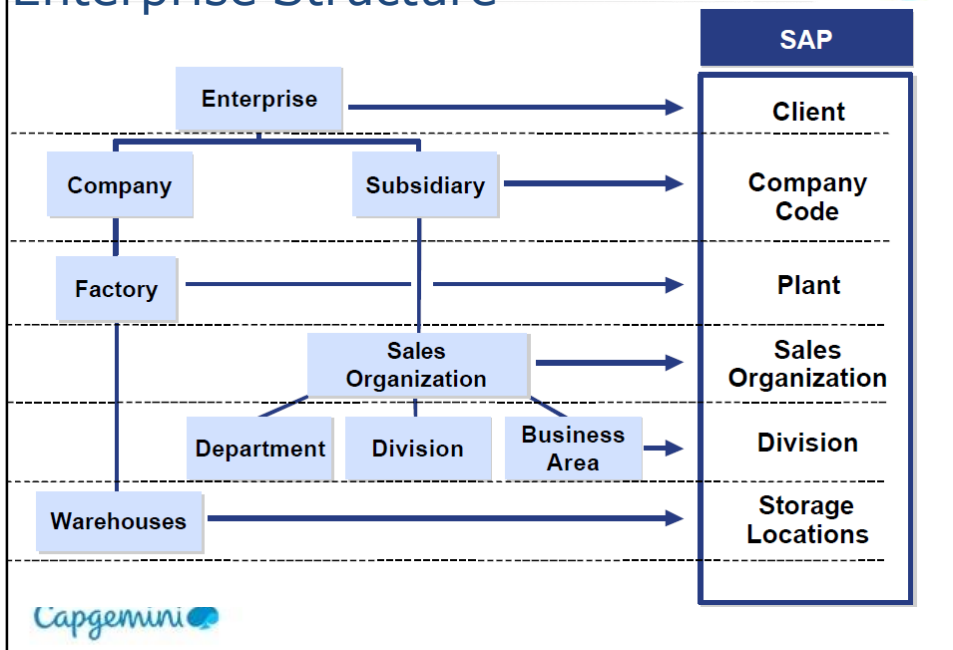 Enterprise Structure
SAP
Enterprise
Client
Company
Subsidiary
Company
Code
Factory
Plant
Sales
Organization
Sales
Organization
Department
Division
Business
Area
Division
Warehouses
Storage
Locations
Capgemini